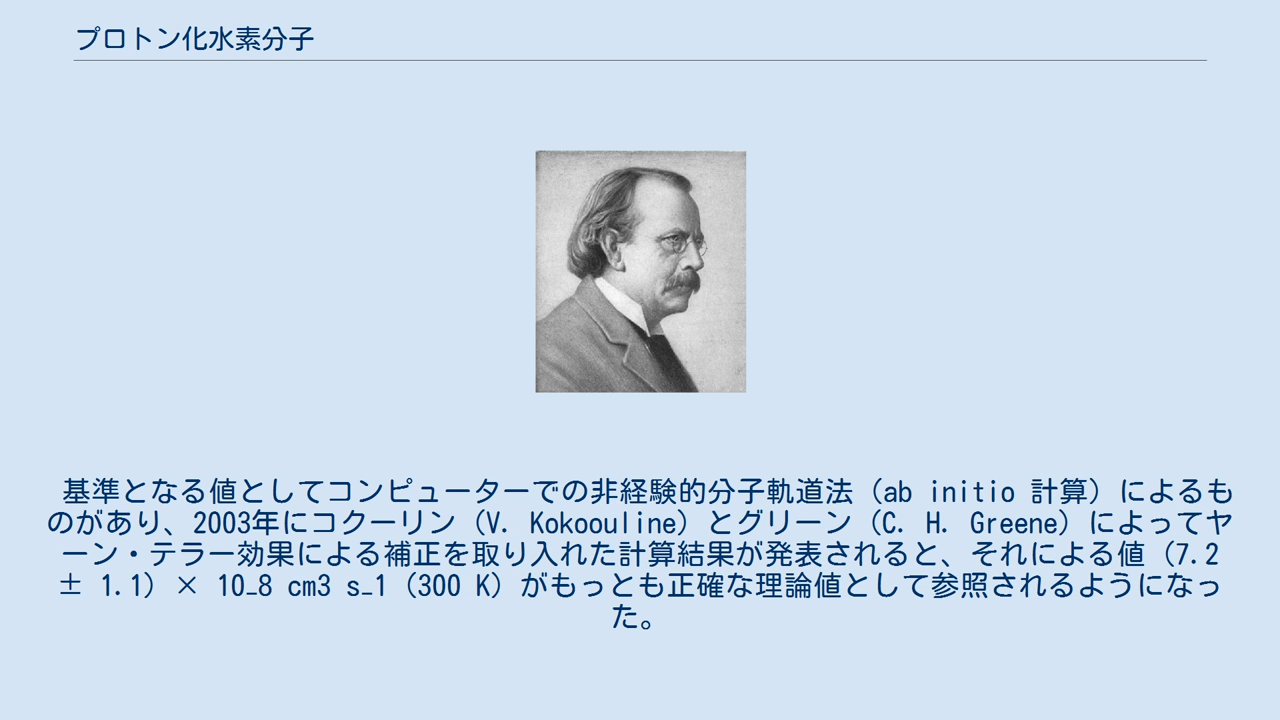 プロトン化水素分子
基準となる値としてコンピューターでの非経験的分子軌道法（ab initio 計算）によるも
のがあり、2003年にコクーリン（V. Kokoouline）とグリーン（C. H. Greene）によってヤ
ーン・テラー効果による補正を取り入れた計算結果が発表されると、それによる値（7.2
± 1.1）× 10_8 cm3 s_1（300 K）がもっとも正確な理論値として参照されるようになっ
た。